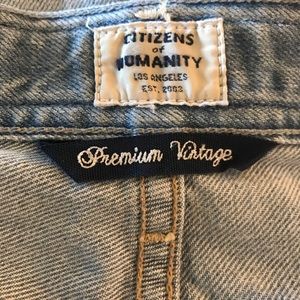 CITIZENS
of
HUMANITY
LOS ANGELES
EST. 2003
Premium Vintage